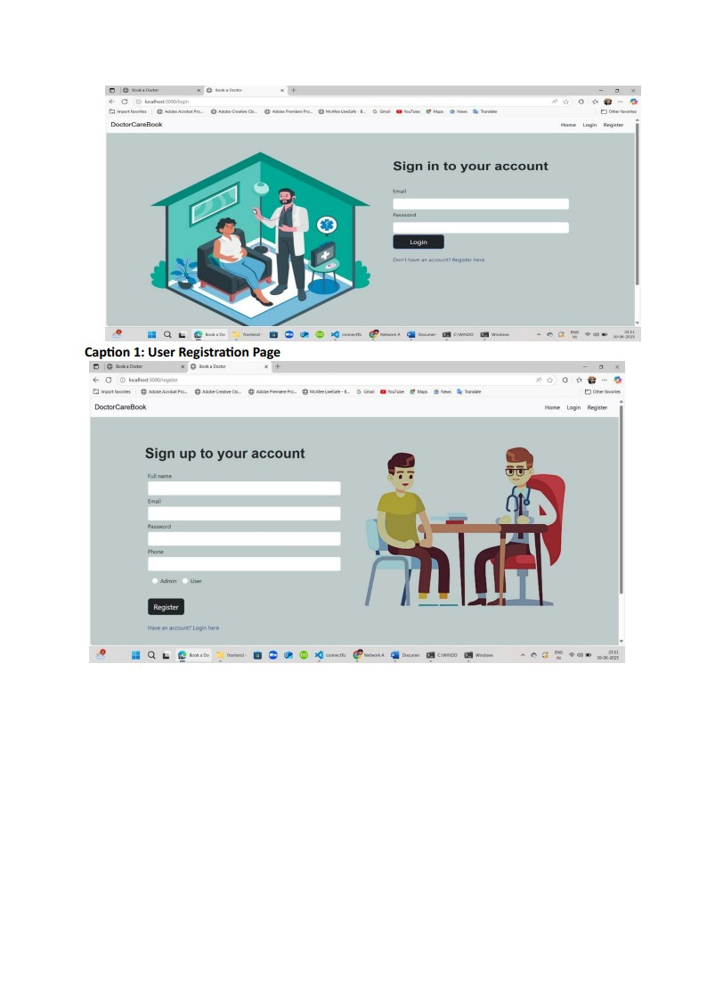 Book a Doctor Book a Doctor
localhost:3000/login
Import favorites Adobe Acrobat Pro... Adobe Creative Clo... Adobe Premiere Pro... McAfee LiveSafe - E... Gmail YouTube Maps News Translate Other favorites
DoctorCareBook Home Login Register
Sign in to your account
Email
Password
Login
Don't have an account? Register here
Book a Do frontend - connectfo Network A Documer C:\WINDO Windows ENG 21:11
IN 10-06-2025
Caption 1: User Registration Page
Book a Doctor Book a Doctor
localhost:3000/register
Import favorites Adobe Acrobat Pro... Adobe Creative Clo... Adobe Premiere Pro... McAfee LiveSafe - E... Gmail YouTube Maps News Translate Other favorites
DoctorCareBook Home Login Register
Sign up to your account
Full name
Email
Password
Phone
Admin User
Register
Have an account? Login here
Book a Do frontend - connectfo Network A Documer C:\WINDO Windows ENG 21:11
IN 10-06-2025